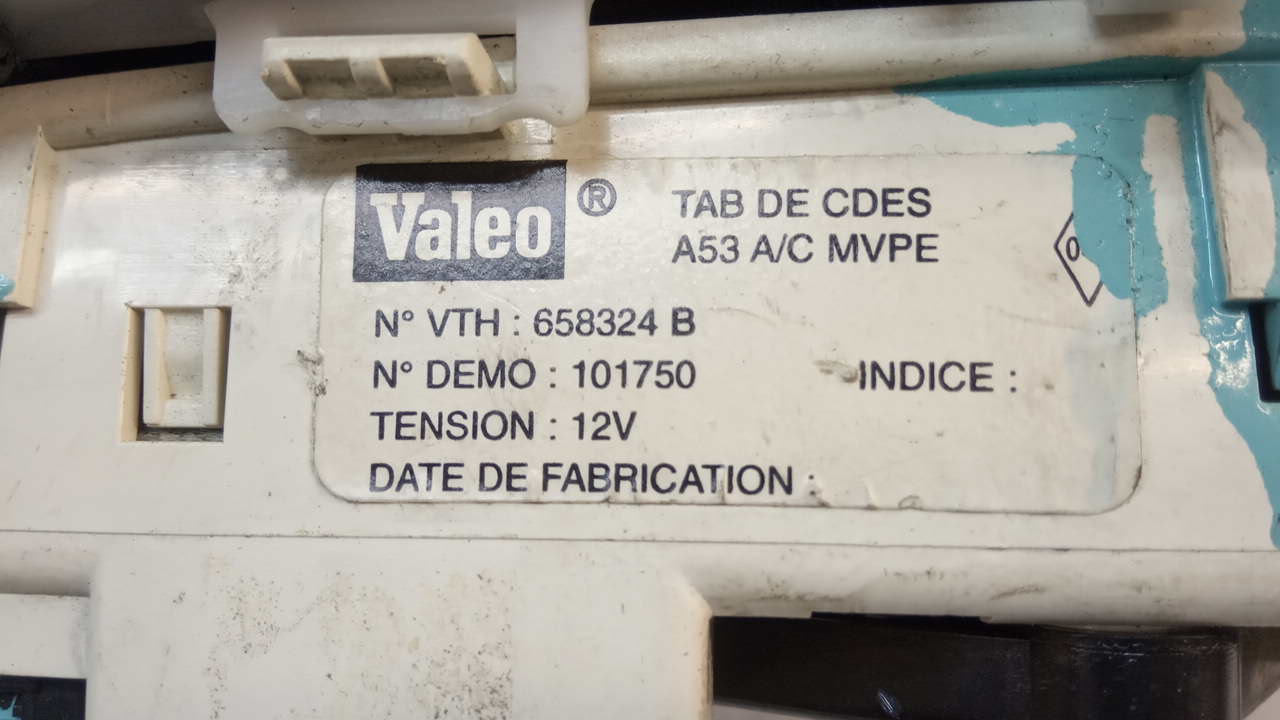 Valeo ®
TAB DE CDES
A53 A/C MVPE
N° VTH : 658324 B
N° DEMO : 101750 INDICE :
TENSION : 12V
DATE DE FABRICATION :